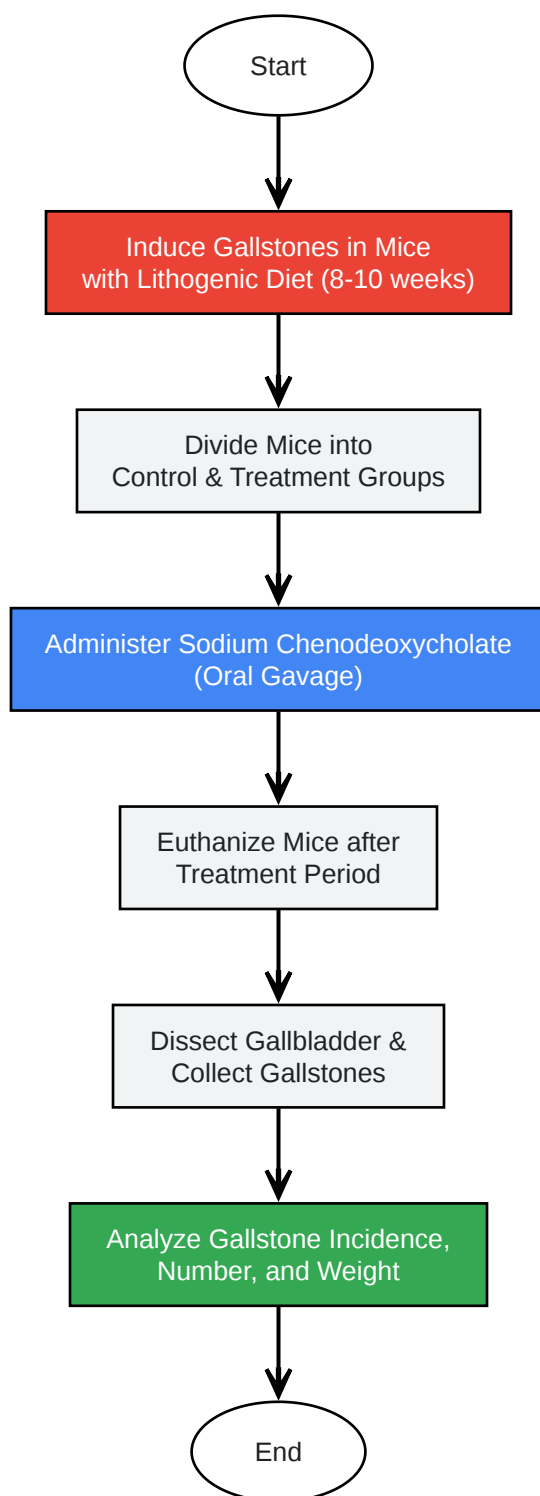 Start
Induce Gallstones in Mice
with Lithogenic Diet (8-10 weeks)
Divide Mice into
Control & Treatment Groups
Administer Sodium Chenodeoxycholate
(Oral Gavage)
Euthanize Mice after
Treatment Period
Dissect Gallbladder &
Collect Gallstones
Analyze Gallstone Incidence,
Number, and Weight
End